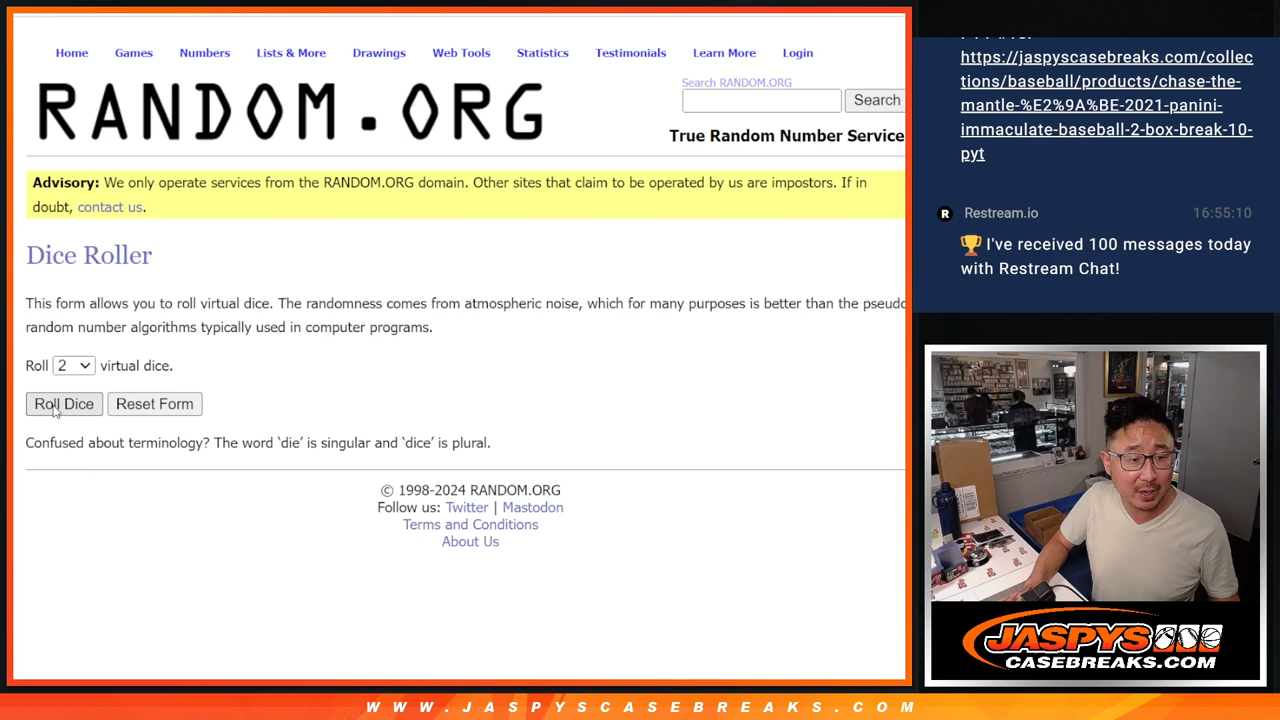 Home Games Numbers Lists & More Drawings Web Tools Statistics Testimonials Learn More Login
RANDOM.ORG
Search RANDOM.ORG
Search
True Random Number Service
Advisory: We only operate services from the RANDOM.ORG domain. Other sites that claim to be operated by us are impostors. If in
doubt, contact us.
Dice Roller
This form allows you to roll virtual dice. The randomness comes from atmospheric noise, which for many purposes is better than the pseudo
random number algorithms typically used in computer programs.
Roll 2 virtual dice.
Roll Dice Reset Form
Confused about terminology? The word ‘die’ is singular and ‘dice’ is plural.
© 1998-2024 RANDOM.ORG
Follow us: Twitter | Mastodon
Terms and Conditions
About Us
https://jaspyscasebreaks.com/collec
tions/baseball/products/chase-the-
mantle-%E2%9A%BE-2021-panini-
immaculate-baseball-2-box-break-10-
pyt
R Restream.io 16:55:10
🏆 I've received 100 messages today
with Restream Chat!
JASPYS
CASEBREAKS.COM
WWW.JASPYSCASEBREAKS.COM